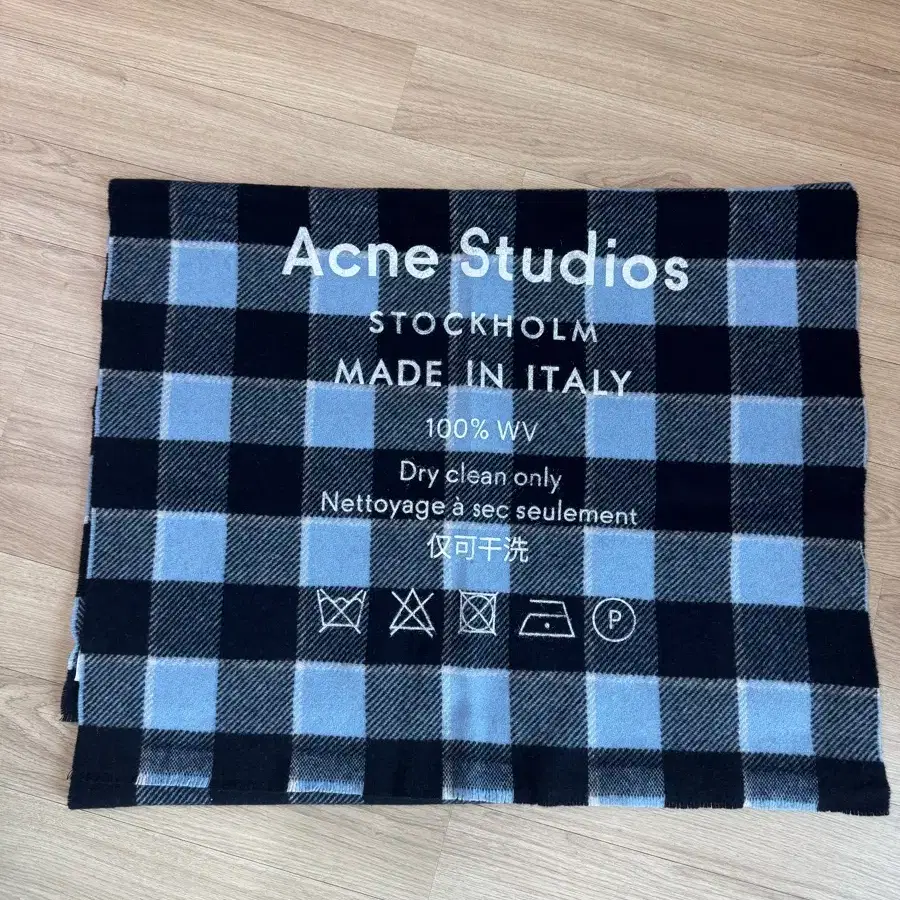 Acne Studios
STOCKHOLM
MADE IN ITALY
100% WV
Dry clean only
Nettoyage à sec seulement
仅可干洗
P